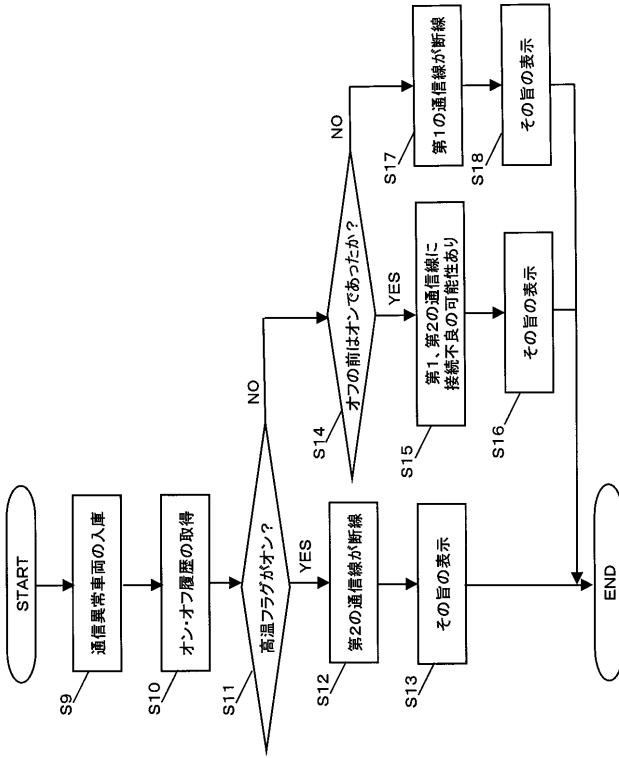 START
S9
通信異常車両の入庫
S10
オン・オフ履歴の取得
S11
高温フラグがオン？
NO
YES
S12
第2の通信線が断線
S13
その旨の表示
S14
オフの前はオンであったか？
NO
YES
S15
第1、第2の通信線に
接続不良の可能性あり
S16
その旨の表示
S17
第1の通信線が断線
S18
その旨の表示
END